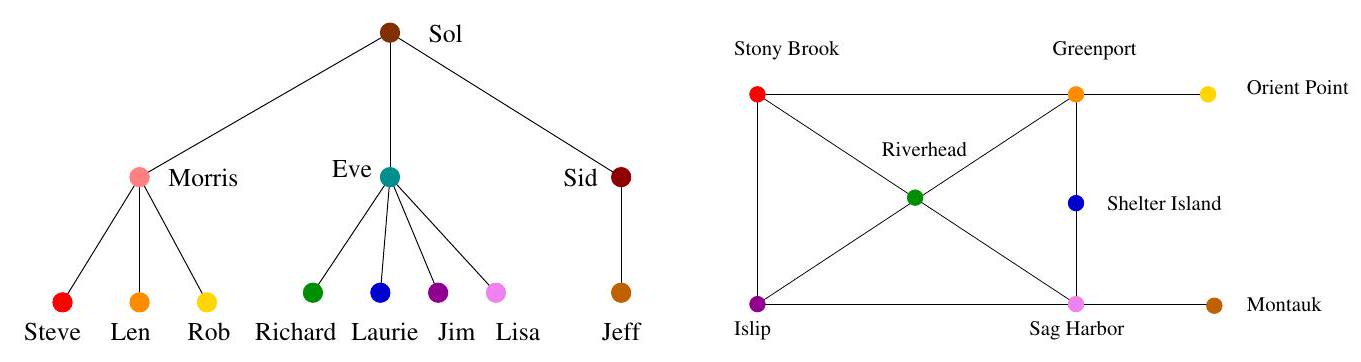 Sol
Morris
Eve
Sid
Steve Len Rob Richard Laurie Jim Lisa Jeff
Stony Brook
Greenport
Orient Point
Riverhead
Shelter Island
Islip
Sag Harbor
Montauk